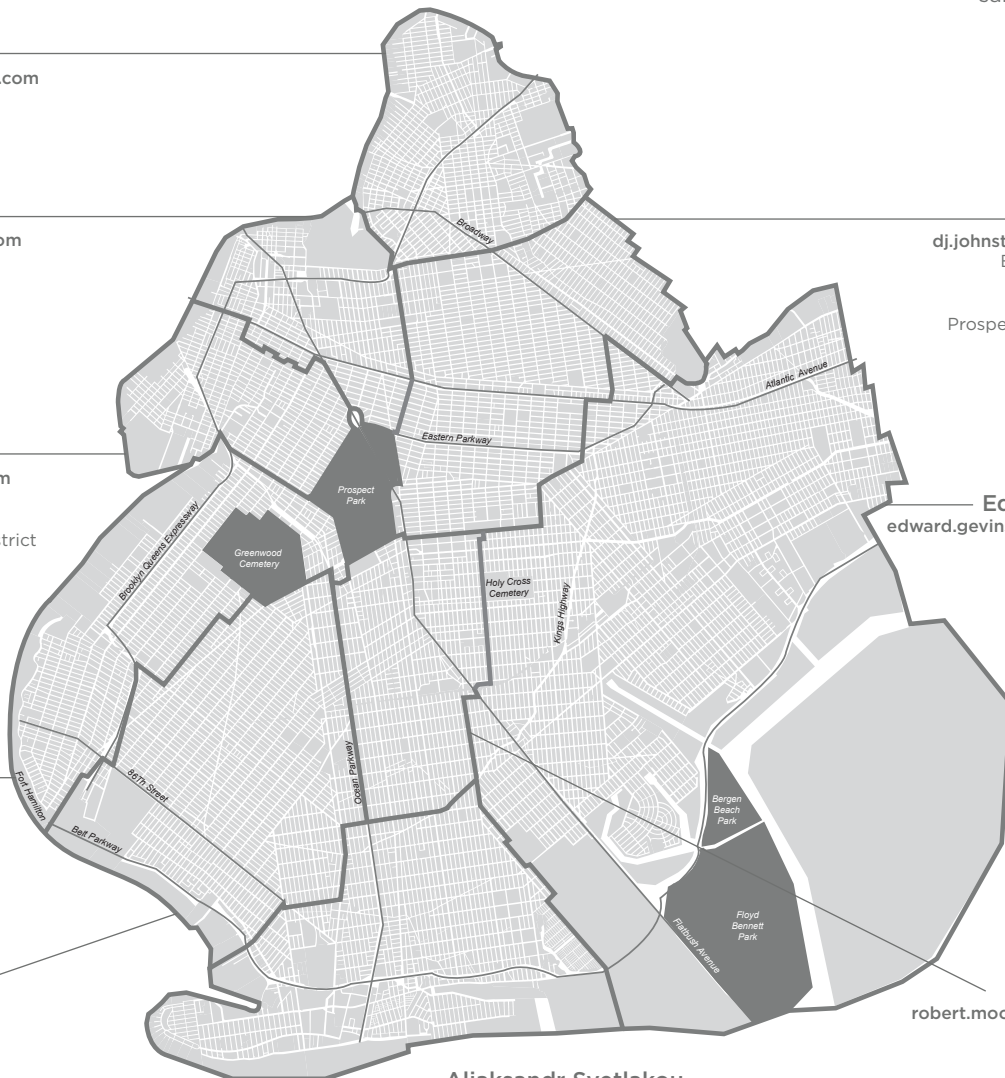 .com
Broadway
om
dj.johnst
E
Prospe
Atlantic Avenue
Eastern Parkway
m
Prospect
Park
Ed
edward.gevin
Brooklyn Queens Expressway
strict
Greenwood
Cemetery
Holy Cross
Cemetery
Kings Highway
Ocean Parkway
Fort Hamilton
86Th Street
Belt Parkway
Bergen
Beach
Park
Floyd
Bennett
Park
Flatbush Avenue
robert.moo
Aliaksandr Svetlakou